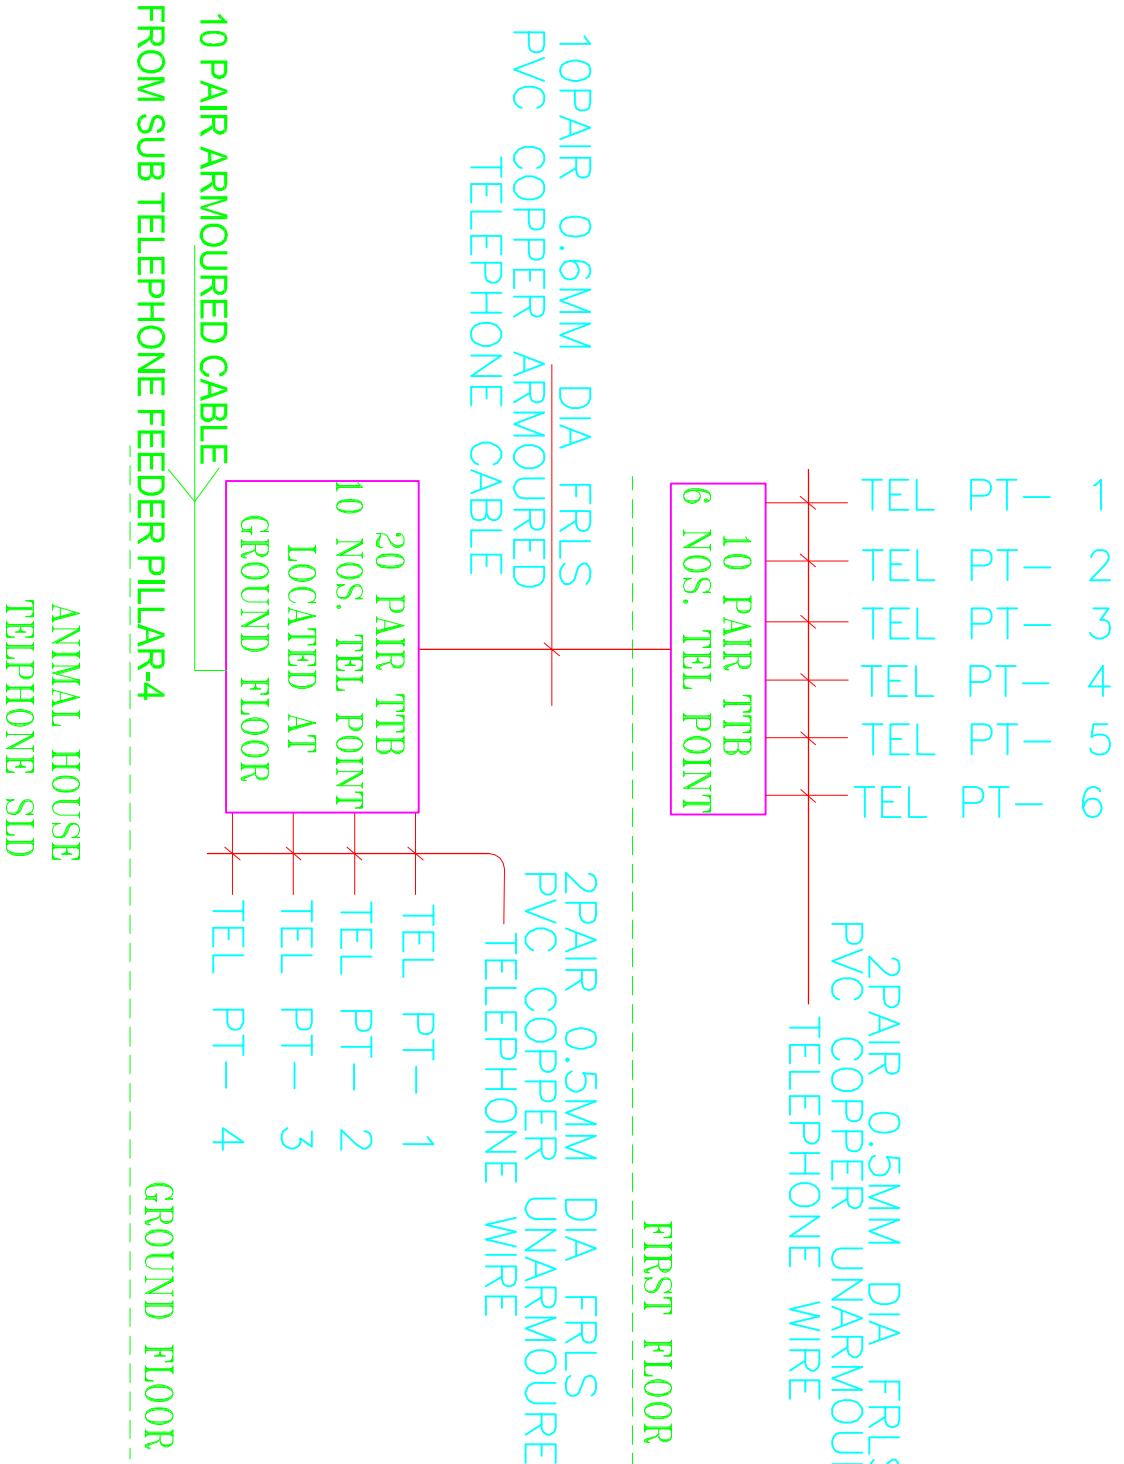 TEL PT- 1
TEL PT- 2
TEL PT- 3
TEL PT- 4
TEL PT- 5
TEL PT- 6
2PAIR 0.5MM DIA FRLS
PVC COPPER UNARMOU
TELEPHONE WIRE
10 PAIR TTB
6 NOS. TEL POINT
FIRST FLOOR
10PAIR 0.6MM DIA FRLS
PVC COPPER ARMOURED
TELEPHONE CABLE
2PAIR 0.5MM DIA FRLS
PVC COPPER UNARMOURE
TELEPHONE WIRE
20 PAIR TTB
10 NOS. TEL POINT
LOCATED AT
GROUND FLOOR
TEL PT- 1
TEL PT- 2
TEL PT- 3
TEL PT- 4
10 PAIR ARMOURED CABLE
FROM SUB TELEPHONE FEEDER PILLAR-4
GROUND FLOOR
ANIMAL HOUSE
TELPHONE SLD